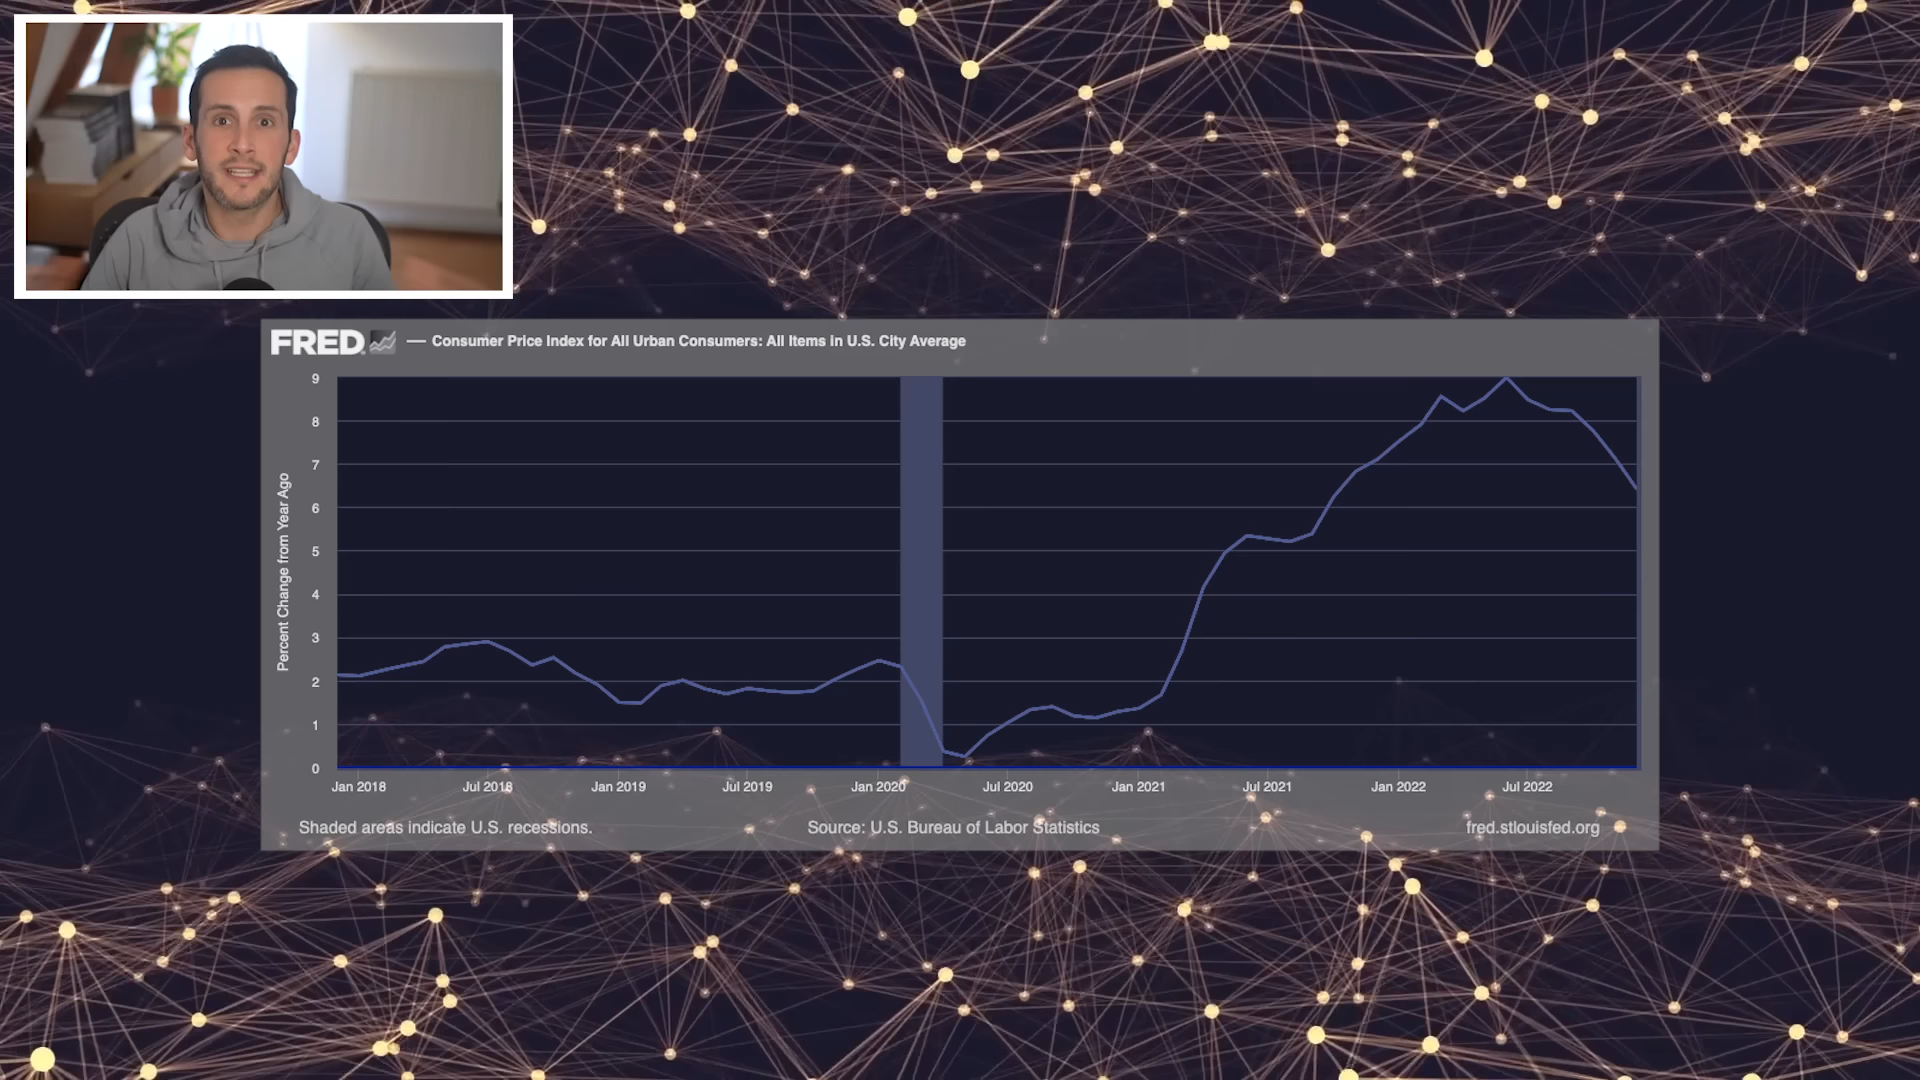 FRED — Consumer Price Index for All Urban Consumers: All Items in U.S. City Average
Percent Change from Year Ago
9
8
7
6
5
4
3
2
1
0
Jan 2018 Jul 2018 Jan 2019 Jul 2019 Jan 2020 Jul 2020 Jan 2021 Jul 2021 Jan 2022 Jul 2022
Shaded areas indicate U.S. recessions. Source: U.S. Bureau of Labor Statistics fred.stlouisfed.org